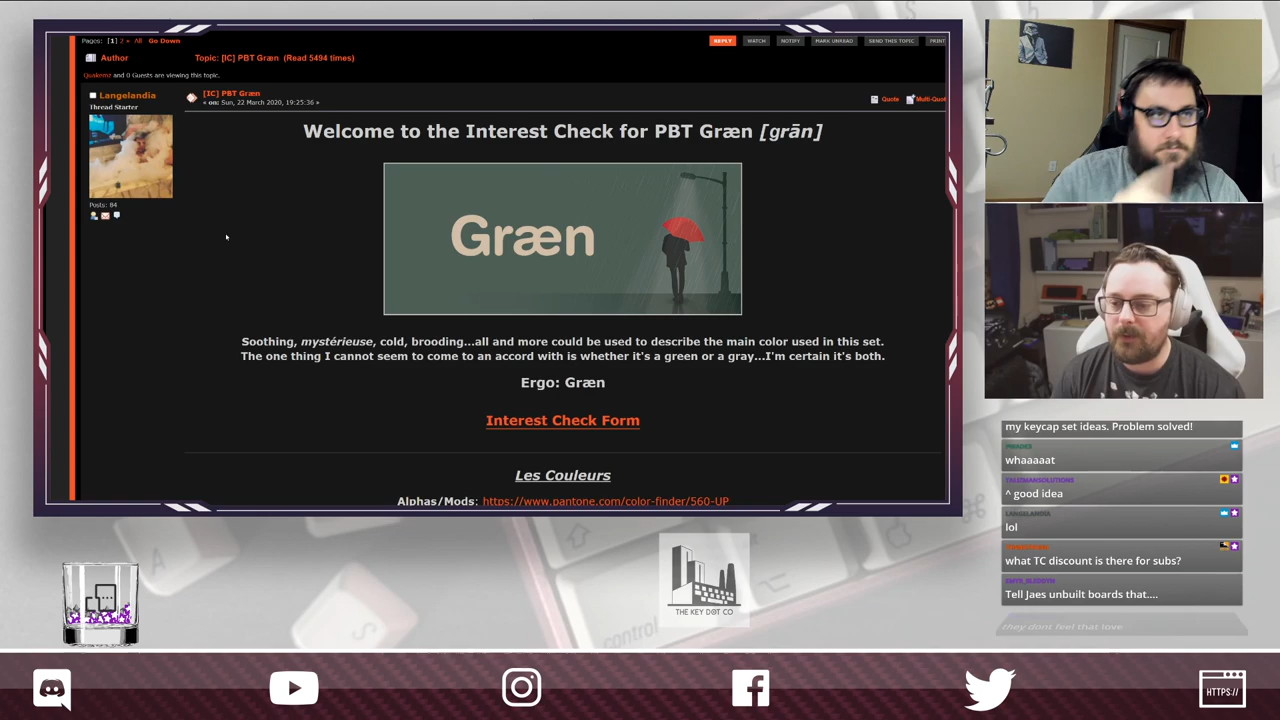 Pages: [1] 2 » All Go Down
REPLY WATCH NOTIFY MARK UNREAD SEND THIS TOPIC PRINT
Author
Topic: [IC] PBT Græn (Read 5494 times)
Quakemz and 0 Guests are viewing this topic.
Langelandia
Thread Starter
Posts: 84
[IC] PBT Græn
« on: Sun, 22 March 2020, 19:25:36 »
Quote Multi-Quot
Welcome to the Interest Check for PBT Græn [grān]
Græn
Soothing, mystérieuse, cold, brooding...all and more could be used to describe the main color used in this set.
The one thing I cannot seem to come to an accord with is whether it's a green or a gray...I'm certain it's both.
Ergo: Græn
Interest Check Form
Les Couleurs
Alphas/Mods: https://www.pantone.com/color-finder/560-UP
my keycap set ideas. Problem solved!
whaaaaat
TALIZMANSOLUTIONS
^ good idea
LANGELANDIA
lol
what TC discount is there for subs?
Tell Jaes unbuilt boards that....
they dont feel that love
THE KEY DOT CO
control
HTTPS://